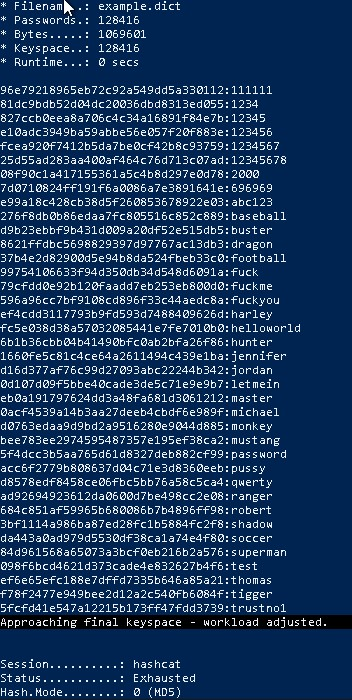 * Filename..: example.dict
* Passwords.: 128416
* Bytes.....: 1069601
* Keyspace..: 128416
* Runtime...: 0 secs
96e79218965eb72c92a549dd5a330112:111111
81dc9bdb52d04dc20036dbd8313ed055:1234
827ccb0eea8a706c4c34a16891f84e7b:12345
e10adc3949ba59abbe56e057f20f883e:123456
fcea920f7412b5da7be0cf42b8c93759:1234567
25d55ad283aa400af464c76d713c07ad:12345678
08f90c1a417155361a5c4b8d297e0d78:2000
7d0710824ff191f6a0086a7e3891641e:696969
e99a18c428cb38d5f260853678922e03:abc123
276f8db0b86edaa7fc805516c852c889:baseball
d9b23ebbf9b431d009a20df52e515db5:buster
8621ffdbc5698829397d97767ac13db3:dragon
37b4e2d82900d5e94b8da524fbeb33c0:football
99754106633f94d350db34d548d6091a:fuck
79cfdd0e92b120faadd7eb253eb800d0:fuckme
596a96cc7bf9108cd896f33c44aedc8a:fuckyou
ef4cdd3117793b9fd593d7488409626d:harley
fc5e038d38a57032085441e7fe7010b0:helloworld
6b1b36cbb04b41490bfc0ab2bfa26f86:hunter
1660fe5c81c4ce64a2611494c439e1ba:jennifer
d16d377af76c99d27093abc22244b342:jordan
0d107d09f5bbe40cade3de5c71e9e9b7:letmein
eb0a191797624dd3a48fa681d3061212:master
0acf4539a14b3aa27deeb4cbdf6e989f:michael
d0763edaa9d9bd2a9516280e9044d885:monkey
bee783ee2974595487357e195ef38ca2:mustang
5f4dcc3b5aa765d61d8327deb882cf99:password
acc6f2779b808637d04c71e3d8360eeb:pussy
d8578edf8458ce06fbc5bb76a58c5ca4:qwerty
ad92694923612da0600d7be498cc2e08:ranger
684c851af59965b680086b7b4896ff98:robert
3bf1114a986ba87ed28fc1b5884fc2f8:shadow
da443a0ad979d5530df38ca1a74e4f80:soccer
84d961568a65073a3bcf0eb216b2a576:superman
098f6bcd4621d373cade4e832627b4f6:test
ef6e65efc188e7dffd7335b646a85a21:thomas
f78f2477e949bee2d12a2c540fb6084f:tigger
5fcfd41e547a12215b173ff47fdd3739:trustno1
Approaching final keyspace - workload adjusted.
Session..........: hashcat
Status...........: Exhausted
Hash.Mode........: 0 (MD5)